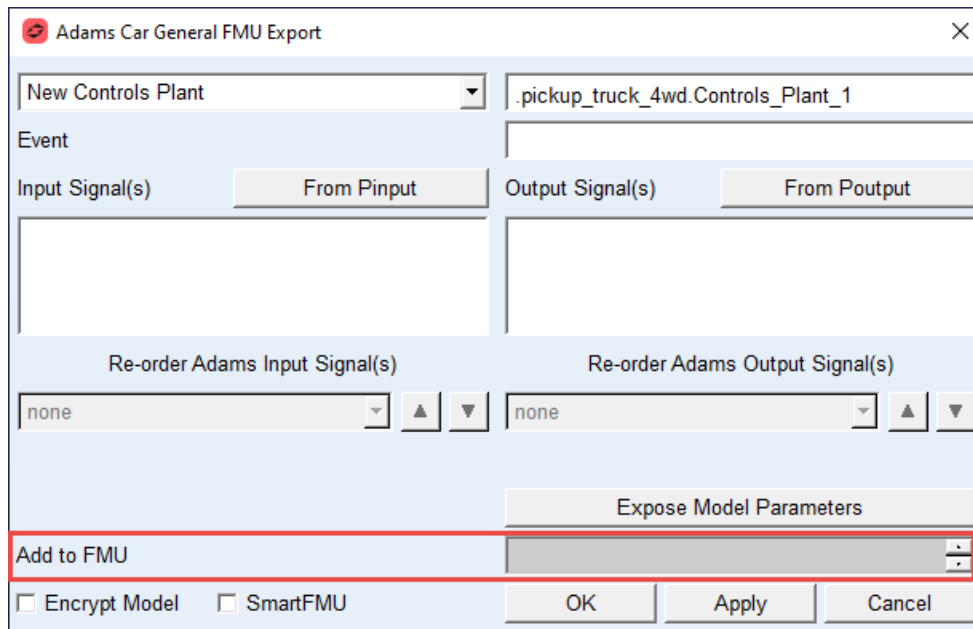 Adams Car General FMU Export
New Controls Plant
.pickup_truck_4wd.Controls_Plant_1
Event
Input Signal(s)
From Pinput
Output Signal(s)
From Poutput
Re-order Adams Input Signal(s)
Re-order Adams Output Signal(s)
none
none
Expose Model Parameters
Add to FMU
Encrypt Model
SmartFMU
OK
Apply
Cancel